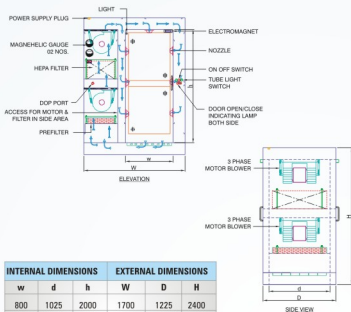 LIGHT
POWER SUPPLY PLUG
ELECTROMAGNET
MAGNEHELIC GAUGE
02 NOS.
NOZZLE
HEPA FILTER
ON OFF SWITCH
TUBE LIGHT
SWITCH
DOP PORT
ACCESS FOR MOTOR &
FILTER IN SIDE AREA
DOOR OPEN/CLOSE
INDICATING LAMP
BOTH SIDE
PREFILTER
h
w
W
ELEVATION
3 PHASE
MOTOR BLOWER
3 PHASE
MOTOR BLOWER
H
d
D
SIDE VIEW
INTERNAL DIMENSIONS EXTERNAL DIMENSIONS
w d h W D H
800 1025 2000 1700 1225 2400